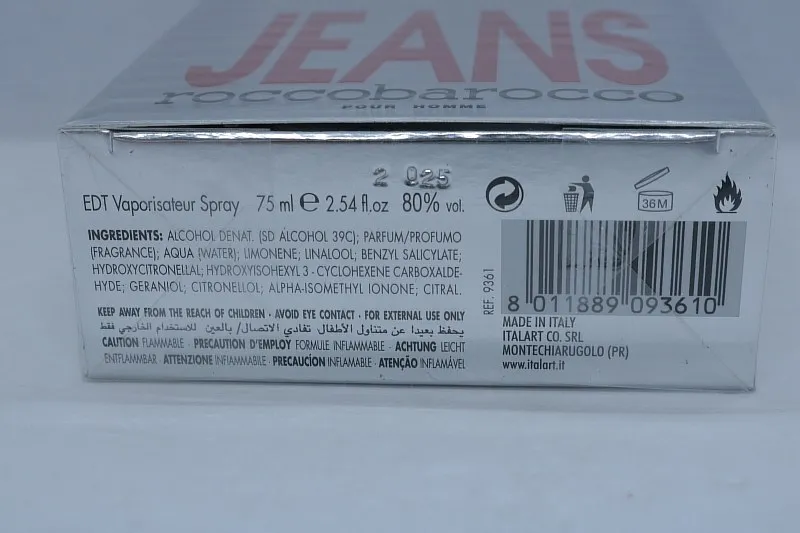 JEANS
roccobarocco
POUR HOMME
2 025
EDT Vaporisateur Spray 75 ml ℮ 2.54 fl.oz 80% vol.
36M
INGREDIENTS: ALCOHOL DENAT. (SD ALCOHOL 39C); PARFUM/PROFUMO
(FRAGRANCE); AQUA (WATER); LIMONENE; LINALOOL; BENZYL SALICYLATE;
HYDROXYCITRONELLAL; HYDROXYISOHEXYL 3 - CYCLOHEXENE CARBOXALDE-
HYDE; GERANIOL; CITRONELLOL; ALPHA-ISOMETHYL IONONE; CITRAL.
KEEP AWAY FROM THE REACH OF CHILDREN · AVOID EYE CONTACT · FOR EXTERNAL USE ONLY
يحفظ بعيدا عن متناول الأطفال تفادي الاتصال/ بالعين للاستخدام الخارجي فقط
CAUTION FLAMMABLE · PRECAUTION D'EMPLOY FORMULE INFLAMMABLE · ACHTUNG LEICHT
ENTFLAMMBAR · ATTENZIONE INFIAMMABILE · PRECAUCÍON INFLAMABLE · ATENÇÃO INFLAMÁVEL
REF. 9361
8 011889 093610
MADE IN ITALY
ITALART CO. SRL
MONTECHIARUGOLO (PR)
www.italart.it